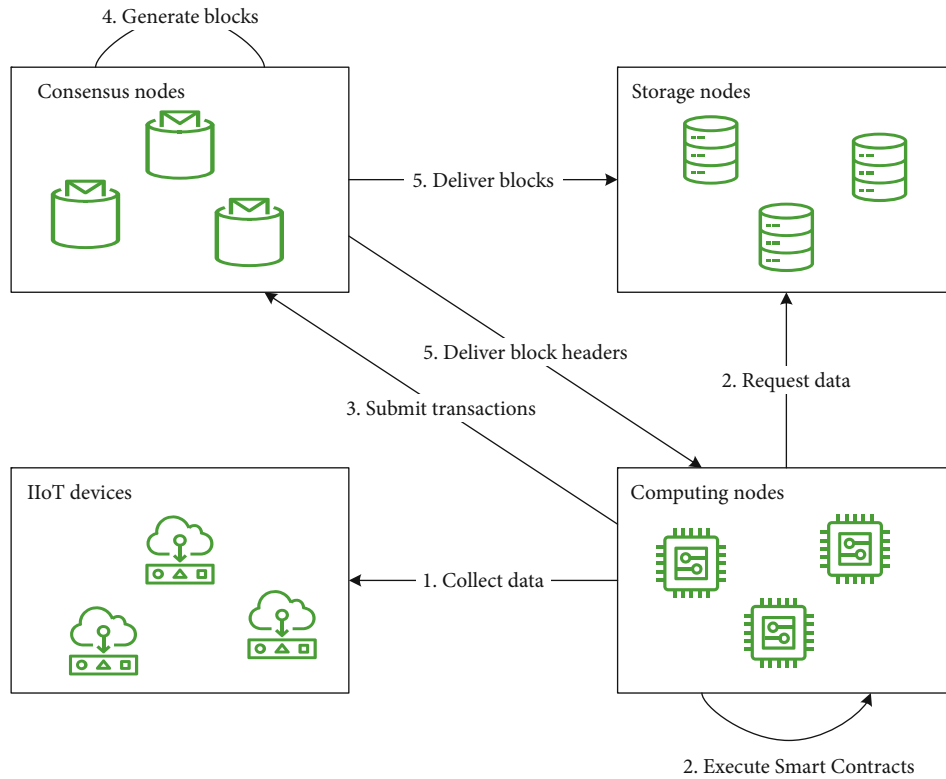 4. Generate blocks
Consensus nodes
Storage nodes
5. Deliver blocks
5. Deliver block headers
2. Request data
3. Submit transactions
IIoT devices
Computing nodes
1. Collect data
2. Execute Smart Contracts